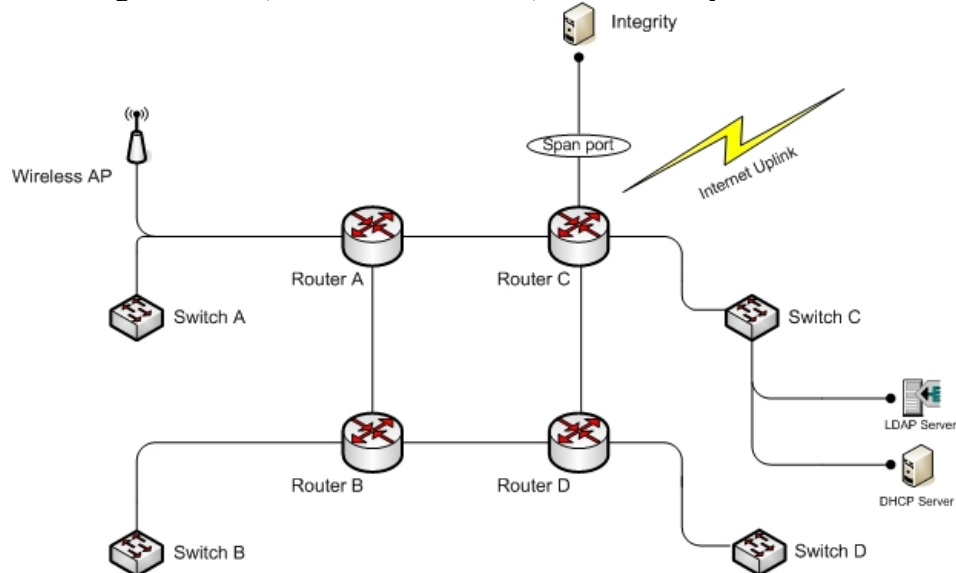 Integrity
Span port
Internet Uplink
Wireless AP
Router A
Router C
Switch A
Switch C
LDAP Server
Router B
Router D
DHCP Server
Switch B
Switch D